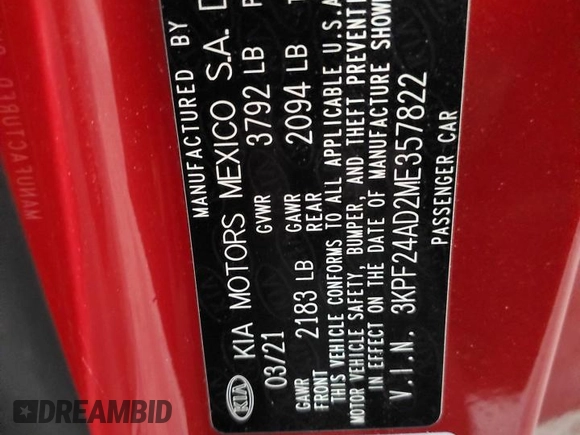 MANUFACTURED BY
KIA KIA MOTORS MEXICO S.A.
03/21 GVWR 3792 LB
GAWR FRONT 2183 LB GAWR REAR 2094 LB
THIS VEHICLE CONFORMS TO ALL APPLICABLE U.S.A
MOTOR VEHICLE SAFETY, BUMPER, AND THEFT PREVENTI
IN EFFECT ON THE DATE OF MANUFACTURE SHOWN
V.I.N. 3KPF24AD2ME357822
PASSENGER CAR
DREAMBID